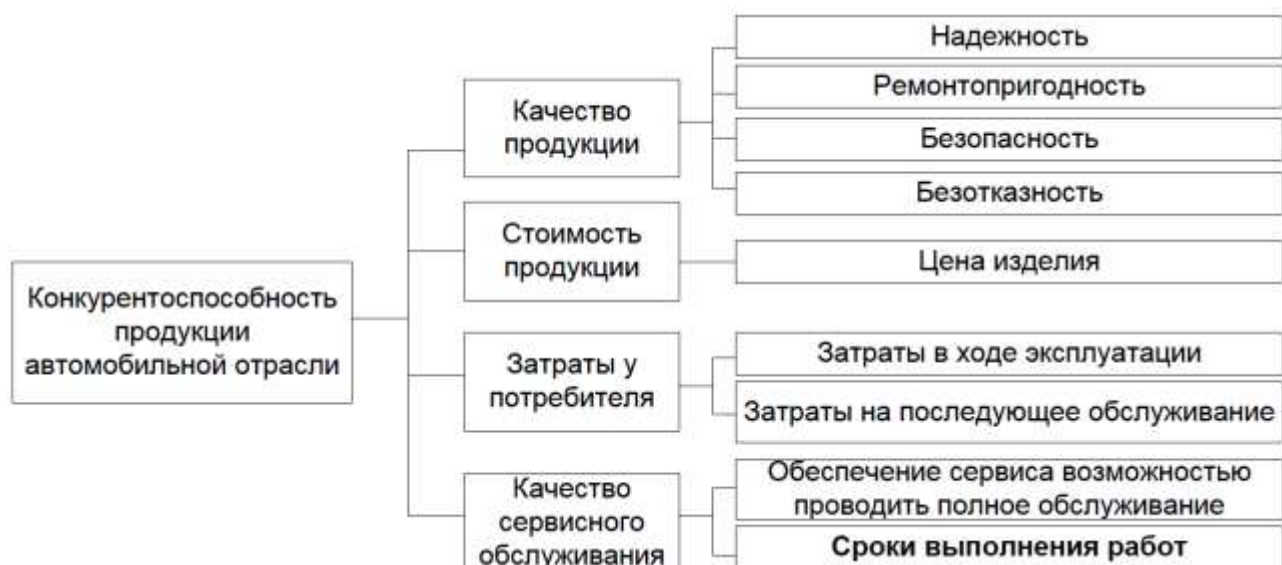 Конкурентоспособность
продукции
автомобильной отрасли
Качество
продукции
Надежность
Ремонтопригодность
Безопасность
Безотказность
Стоимость
продукции
Цена изделия
Затраты у
потребителя
Затраты в ходе эксплуатации
Затраты на последующее обслуживание
Качество
сервисного
обслуживания
Обеспечение сервиса возможностью
проводить полное обслуживание
Сроки выполнения работ